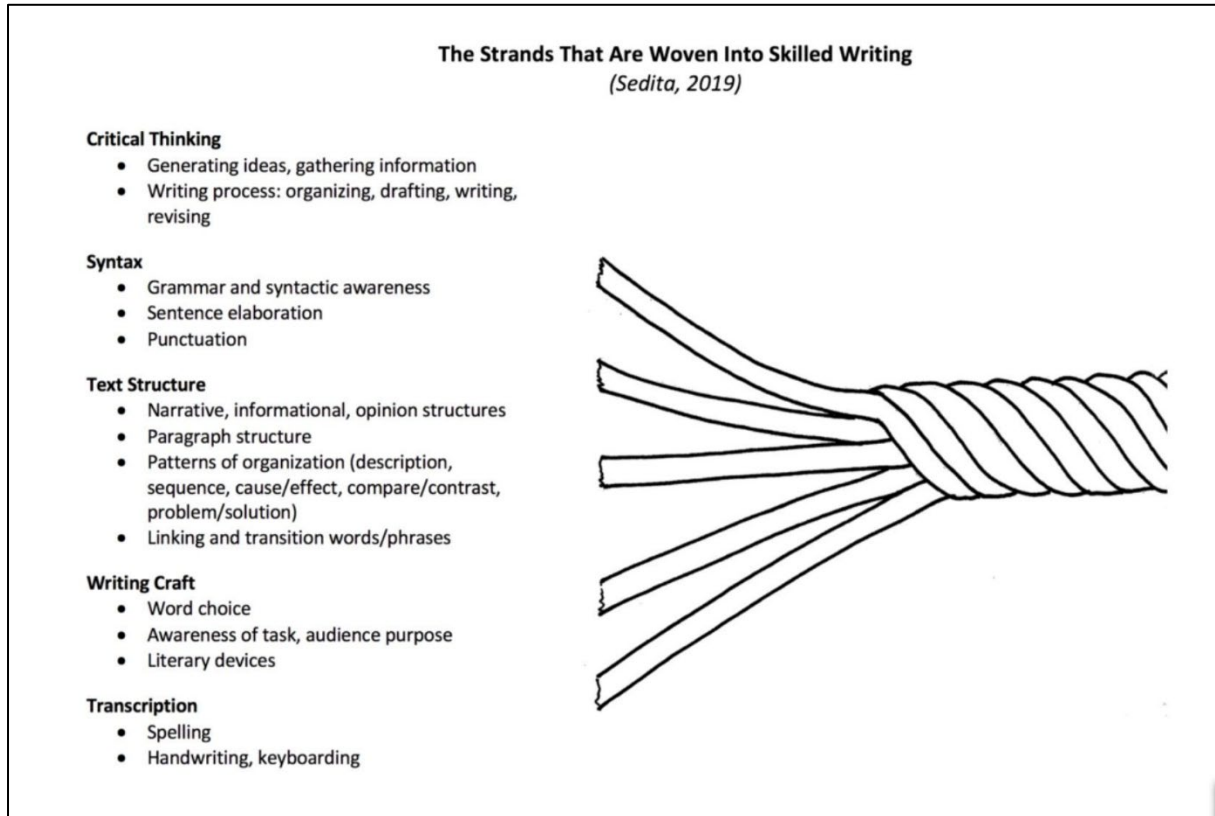 The Strands That Are Woven Into Skilled Writing
(Sedita, 2019)
Critical Thinking
• Generating ideas, gathering information
• Writing process: organizing, drafting, writing,
revising
Syntax
• Grammar and syntactic awareness
• Sentence elaboration
• Punctuation
Text Structure
• Narrative, informational, opinion structures
• Paragraph structure
• Patterns of organization (description,
sequence, cause/effect, compare/contrast,
problem/solution)
• Linking and transition words/phrases
Writing Craft
• Word choice
• Awareness of task, audience purpose
• Literary devices
Transcription
• Spelling
• Handwriting, keyboarding